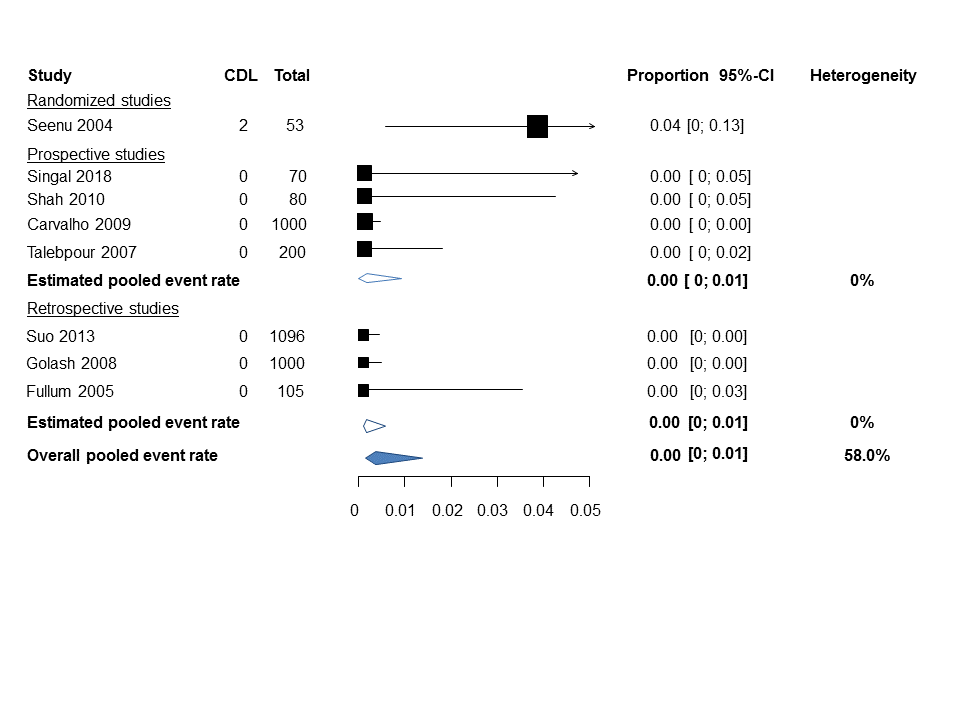 Study CDL Total Proportion 95%-CI Heterogeneity
Randomized studies
Seenu 2004 2 53 0.04 [0; 0.13]
Prospective studies
Singal 2018 0 70 0.00 [ 0; 0.05]
Shah 2010 0 80 0.00 [ 0; 0.05]
Carvalho 2009 0 1000 0.00 [ 0; 0.00]
Talebpour 2007 0 200 0.00 [ 0; 0.02]
Estimated pooled event rate 0.00 [ 0; 0.01] 0%
Retrospective studies
Suo 2013 0 1096 0.00 [0; 0.00]
Golash 2008 0 1000 0.00 [0; 0.00]
Fullum 2005 0 105 0.00 [0; 0.03]
Estimated pooled event rate 0.00 [0; 0.01] 0%
Overall pooled event rate 0.00 [0; 0.01] 58.0%
0 0.01 0.02 0.03 0.04 0.05